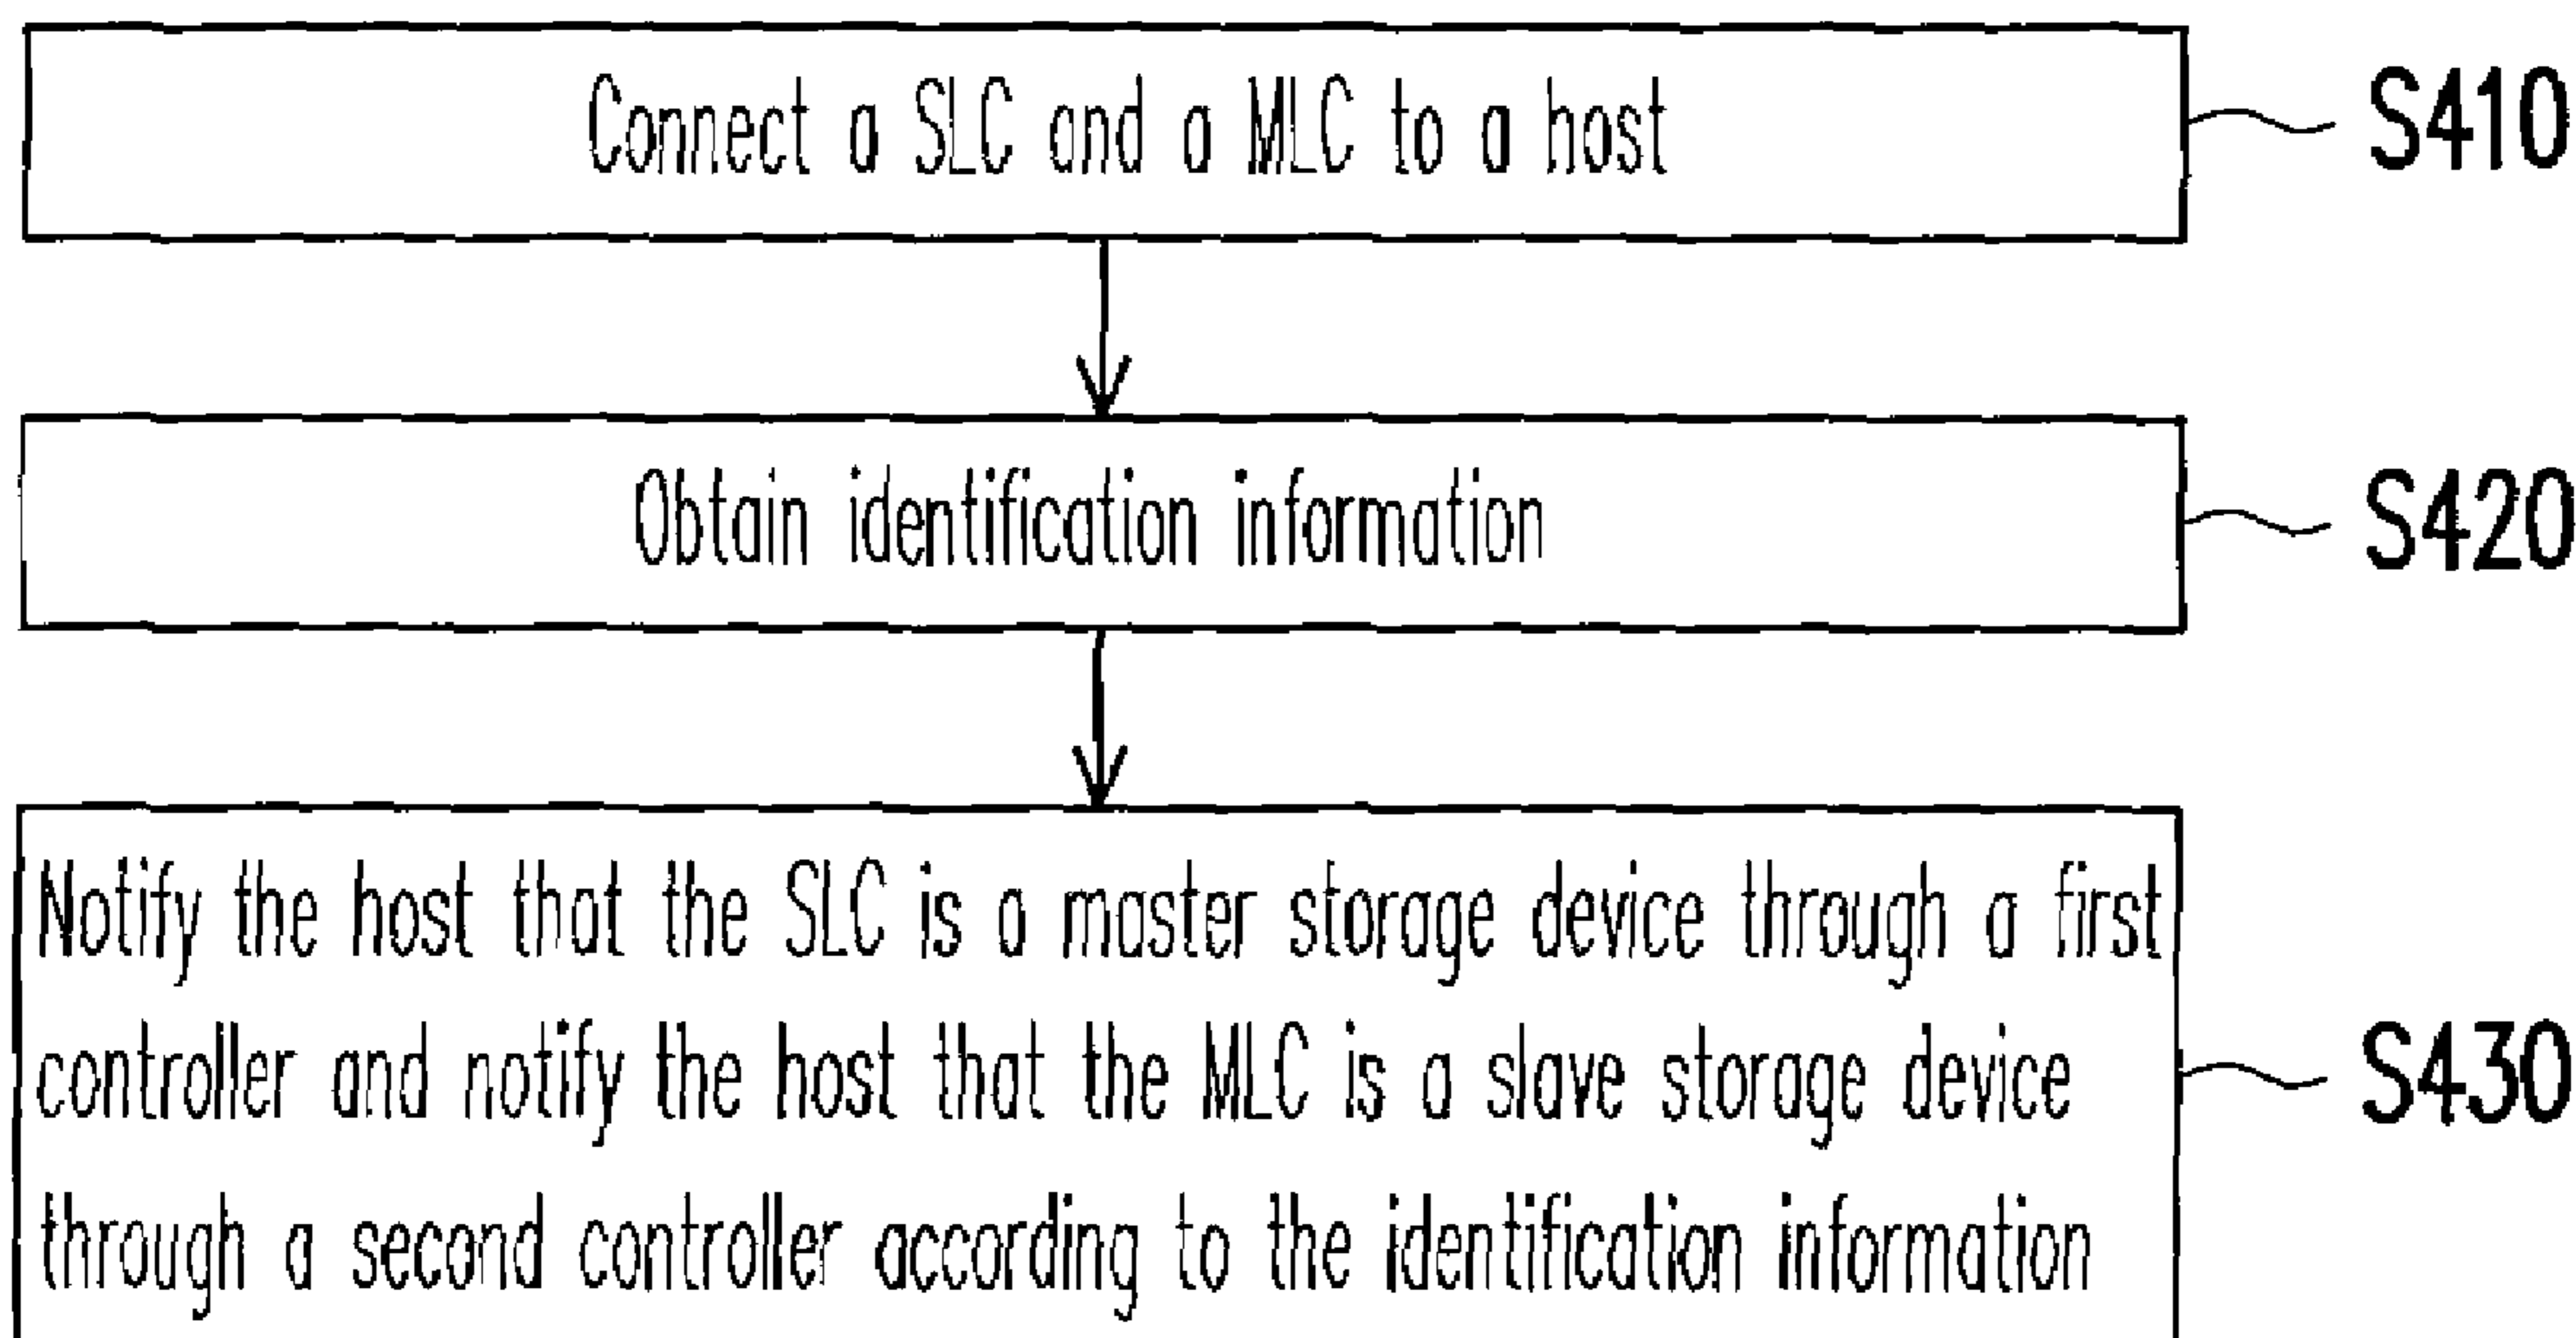 Connect a SLC and a MLC to a host
S410
Obtain identification information
S420
Notify the host that the SLC is a master storage device through a first
controller and notify the host that the MLC is a slave storage device
through a second controller according to the identification information
S430